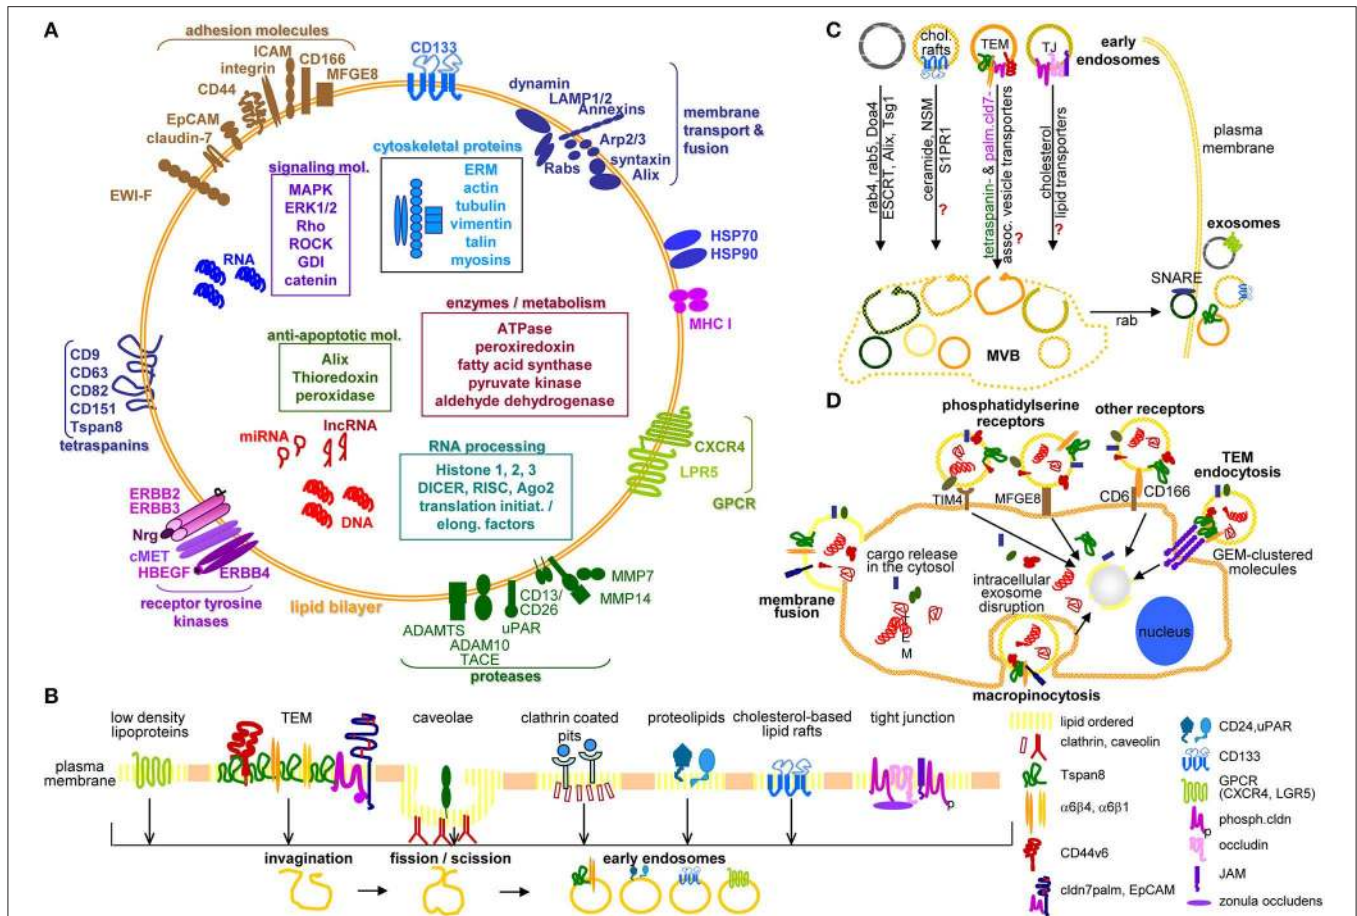 A
adhesion molecules
ICAM
CD166
integrin
MFGE8
CD44
EpCAM
claudin-7
EWI-F
CD133
dynamin
LAMP1/2
Annexins
Arp2/3
syntaxin
Rabs
Alix
membrane
transport &
fusion
signaling mol.
MAPK
ERK1/2
Rho
ROCK
GDI
catenin
cytoskeletal proteins
ERM
actin
tubulin
vimentin
talin
myosins
RNA
HSP70
HSP90
MHC I
enzymes / metabolism
ATPase
peroxiredoxin
fatty acid synthase
pyruvate kinase
aldehyde dehydrogenase
anti-apoptotic mol.
Alix
Thioredoxin
peroxidase
CD9
CD63
CD82
CD151
Tspan8
tetraspanins
miRNA
lncRNA
DNA
RNA processing
Histone 1, 2, 3
DICER, RISC, Ago2
translation initiat. /
elong. factors
CXCR4
LPR5
GPCR
ERBB2
ERBB3
Nrg
cMET
HBEGF
ERBB4
receptor tyrosine
kinases
lipid bilayer
ADAMTS
ADAM10
TACE
uPAR
CD13/
CD26
MMP7
MMP14
proteases
B
low density
lipoproteins
TEM
caveolae
clathrin coated
pits
proteolipids
cholesterol-based
lipid rafts
tight junction
plasma
membrane
p
invagination
fission / scission
early endosomes
lipid ordered
clathrin, caveolin
Tspan8
α6β4, α6β1
CD44v6
cldn7palm, EpCAM
CD24,uPAR
CD133
GPCR
(CXCR4, LGR5)
phosph.cldn
p
occludin
JAM
zonula occludens
C
chol.
rafts
TEM
TJ
early
endosomes
rab4, rab5, Doa4
ESCRT, Alix, Tsg1
ceramide, NSM
S1PR1
?
tetraspanin- & palm.cld7-
assoc. vesicle transporters
?
cholesterol
lipid transporters
?
plasma
membrane
exosomes
SNARE
rab
MVB
D
phosphatidylserine
receptors
other receptors
TEM
endocytosis
TIM4
MFGE8
CD6
CD166
GEM-clustered
molecules
cargo release
in the cytosol
intracellular
exosome
disruption
membrane
fusion
T
E
M
nucleus
macropinocytosis